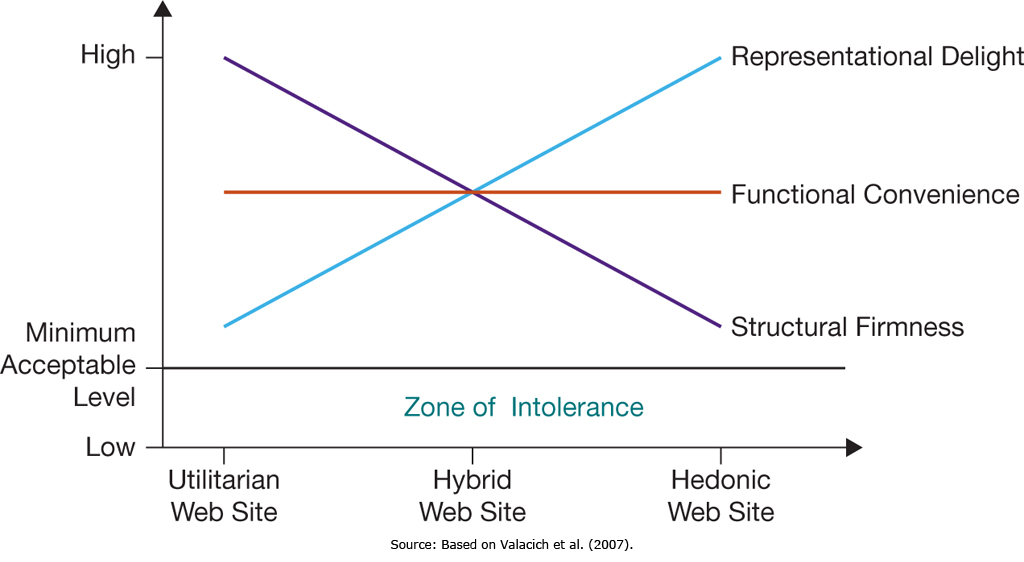 High
Representational Delight
Functional Convenience
Structural Firmness
Minimum
Acceptable
Level
Zone of Intolerance
Low
Utilitarian
Web Site
Hybrid
Web Site
Hedonic
Web Site
Source: Based on Valacich et al. (2007).